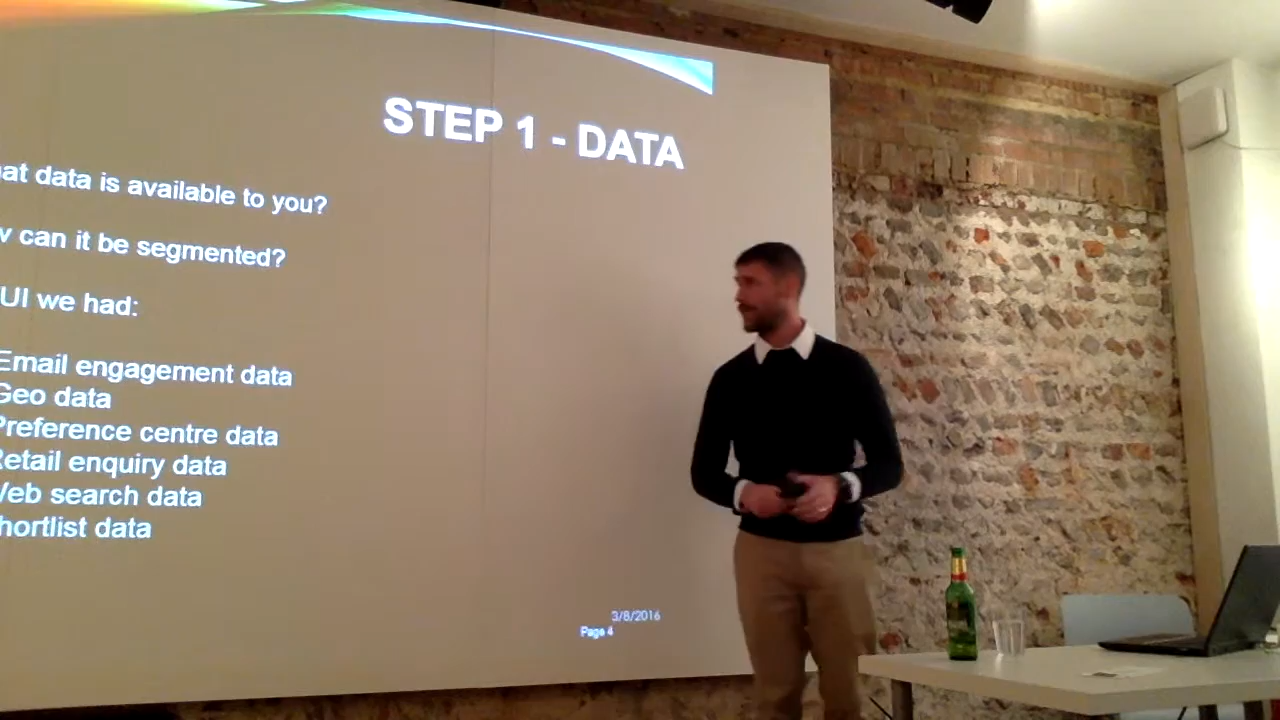 STEP 1 - DATA
at data is available to you?
can it be segmented?
UI we had:
Email engagement data
Geo data
Preference centre data
Retail enquiry data
Web search data
hortlist data
3/8/2016
Page 4